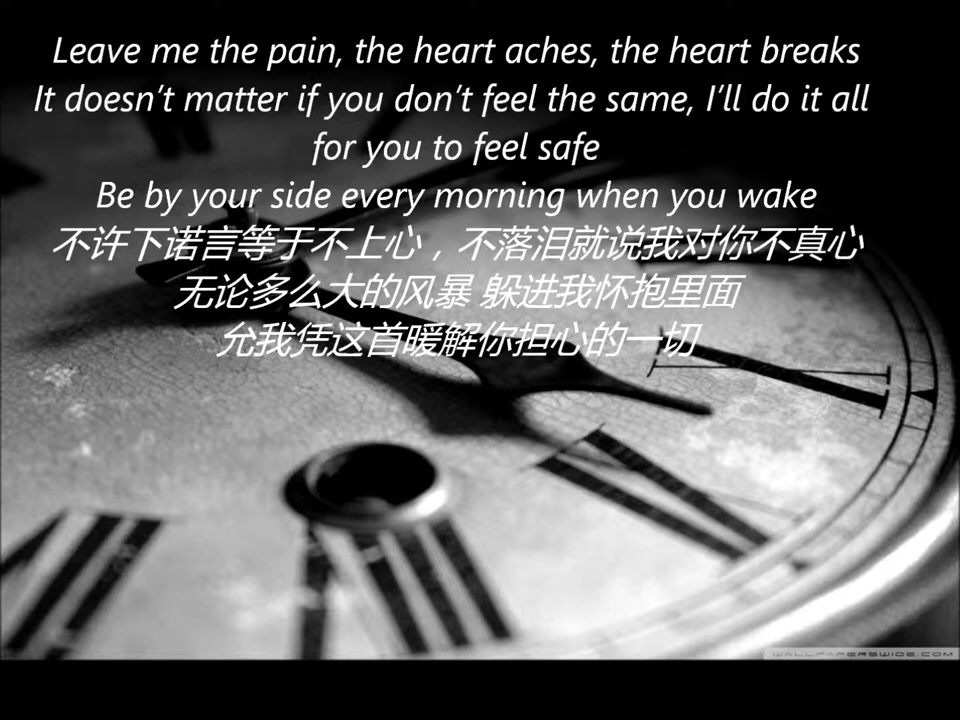 Leave me the pain, the heart aches, the heart breaks
It doesn't matter if you don't feel the same, I'll do it all
for you to feel safe
Be by your side every morning when you wake
不许下诺言等于不上心，不落泪就说我对你不真心
无论多么大的风暴 躲进我怀抱里面
允我凭这首暖解你担心的一切
X
VIII
VII
WALLPAPERSWIDE.COM